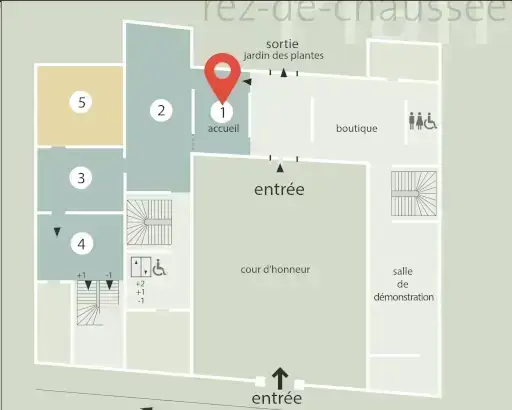 rez-de-chaussée
sortie
jardin des plantes
5
2
1
accueil
boutique
3
entrée
4
cour d'honneur
salle
de
démonstration
+1
-1
+2
+1
-1
entrée